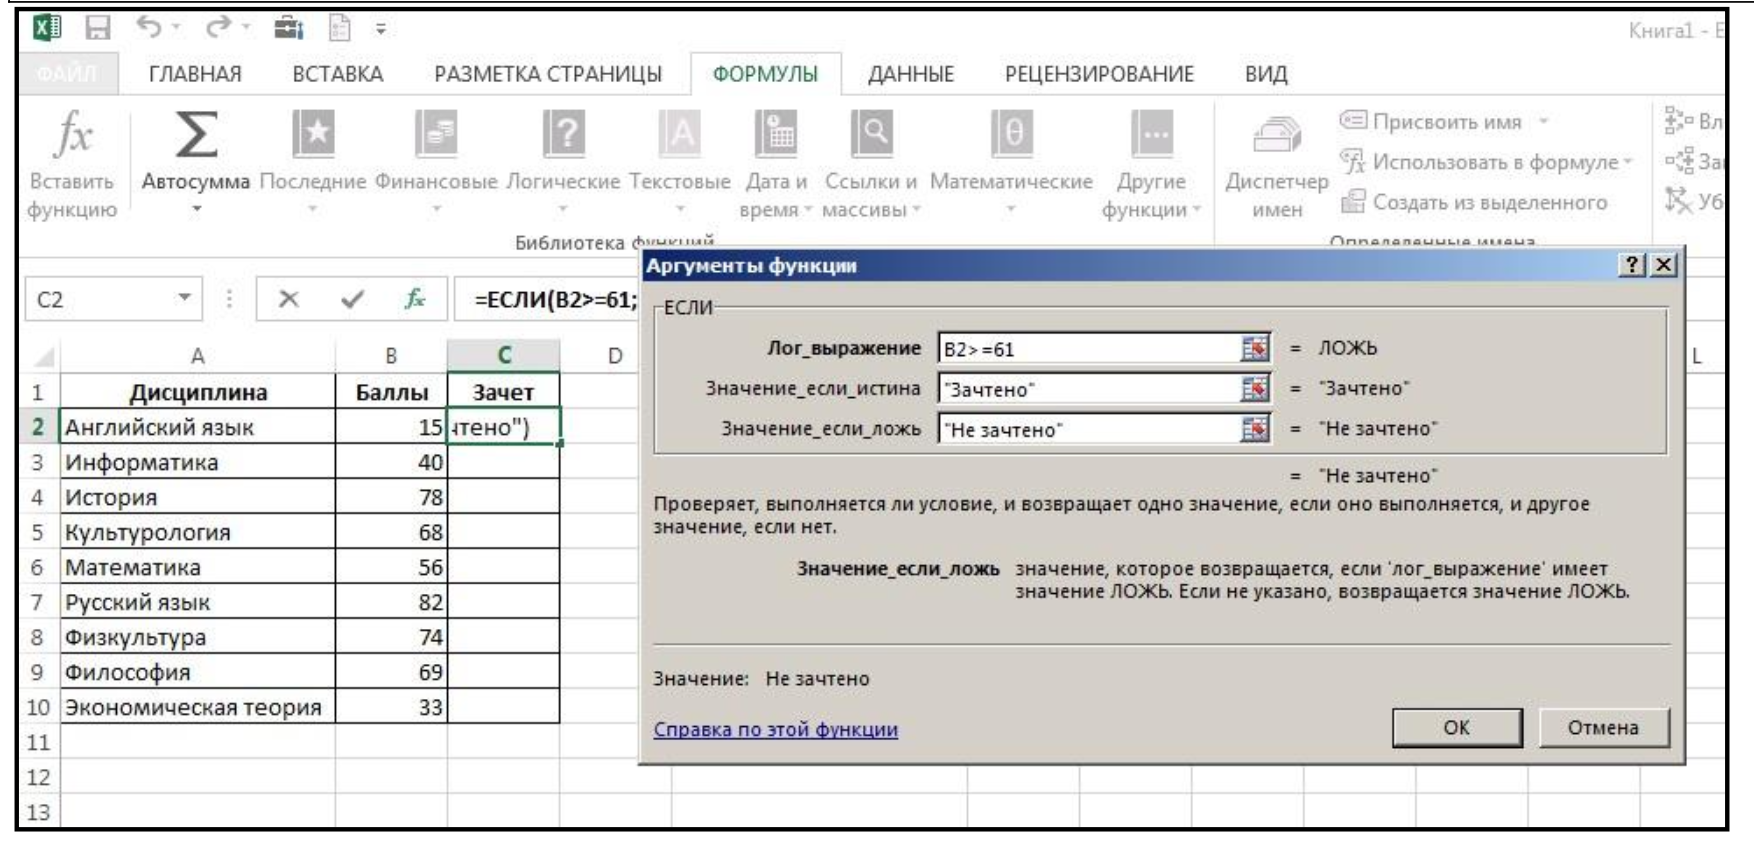 Книга1 - E
ФАЙЛ ГЛАВНАЯ ВСТАВКА РАЗМЕТКА СТРАНИЦЫ ФОРМУЛЫ ДАННЫЕ РЕЦЕНЗИРОВАНИЕ ВИД
Вставить функцию
Автосумма
Последние
Финансовые
Логические
Текстовые
Дата и время
Ссылки и массивы
Математические
Другие функции
Диспетчер имен
Присвоить имя
Использовать в формуле
Создать из выделенного
Вл
За
Уб
Библиотека функций
Определенные имена
C2 fx =ЕСЛИ(B2>=61;
A B C D L
1 Дисциплина Баллы Зачет
2 Английский язык 15 чтено")
3 Информатика 40
4 История 78
5 Культурология 68
6 Математика 56
7 Русский язык 82
8 Физкультура 74
9 Философия 69
10 Экономическая теория 33
11
12
13
Аргументы функции
ЕСЛИ
Лог_выражение B2>=61 = ЛОЖЬ
Значение_если_истина "Зачтено" = "Зачтено"
Значение_если_ложь "Не зачтено" = "Не зачтено"
= "Не зачтено"
Проверяет, выполняется ли условие, и возвращает одно значение, если оно выполняется, и другое
значение, если нет.
Значение_если_ложь значение, которое возвращается, если 'лог_выражение' имеет
значение ЛОЖЬ. Если не указано, возвращается значение ЛОЖЬ.
Значение: Не зачтено
Справка по этой функции
ОК Отмена